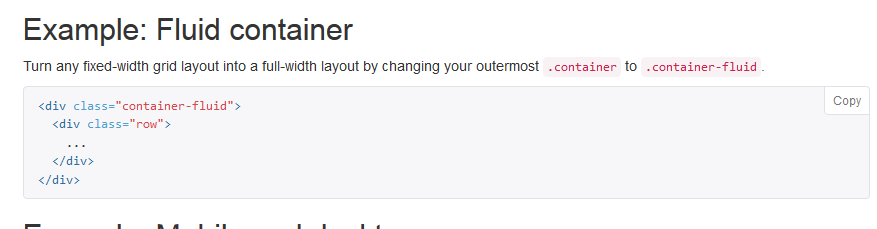 Example: Fluid container
Turn any fixed-width grid layout into a full-width layout by changing your outermost .container to .container-fluid.
Copy
<div class="container-fluid">
  <div class="row">
    ...
  </div>
</div>